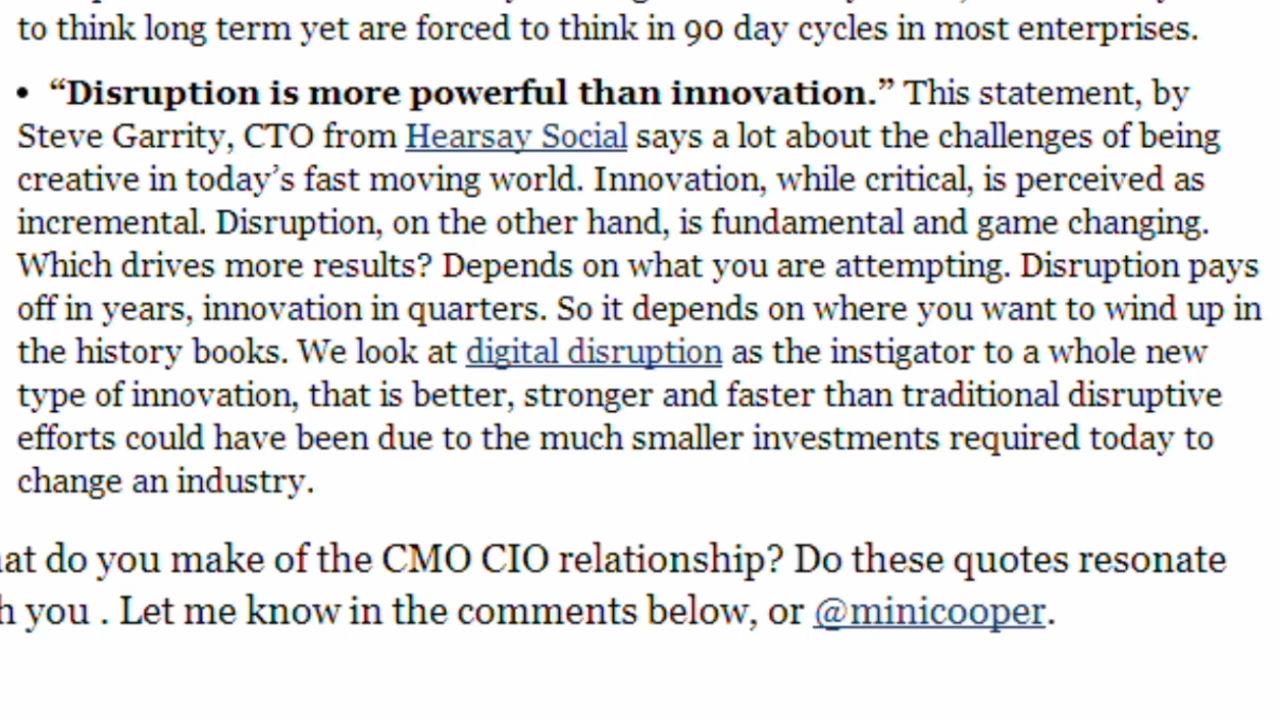 to think long term yet are forced to think in 90 day cycles in most enterprises.
• “Disruption is more powerful than innovation.” This statement, by
Steve Garrity, CTO from Hearsay Social says a lot about the challenges of being
creative in today’s fast moving world. Innovation, while critical, is perceived as
incremental. Disruption, on the other hand, is fundamental and game changing.
Which drives more results? Depends on what you are attempting. Disruption pays
off in years, innovation in quarters. So it depends on where you want to wind up in
the history books. We look at digital disruption as the instigator to a whole new
type of innovation, that is better, stronger and faster than traditional disruptive
efforts could have been due to the much smaller investments required today to
change an industry.
at do you make of the CMO CIO relationship? Do these quotes resonate
h you . Let me know in the comments below, or @minicooper.